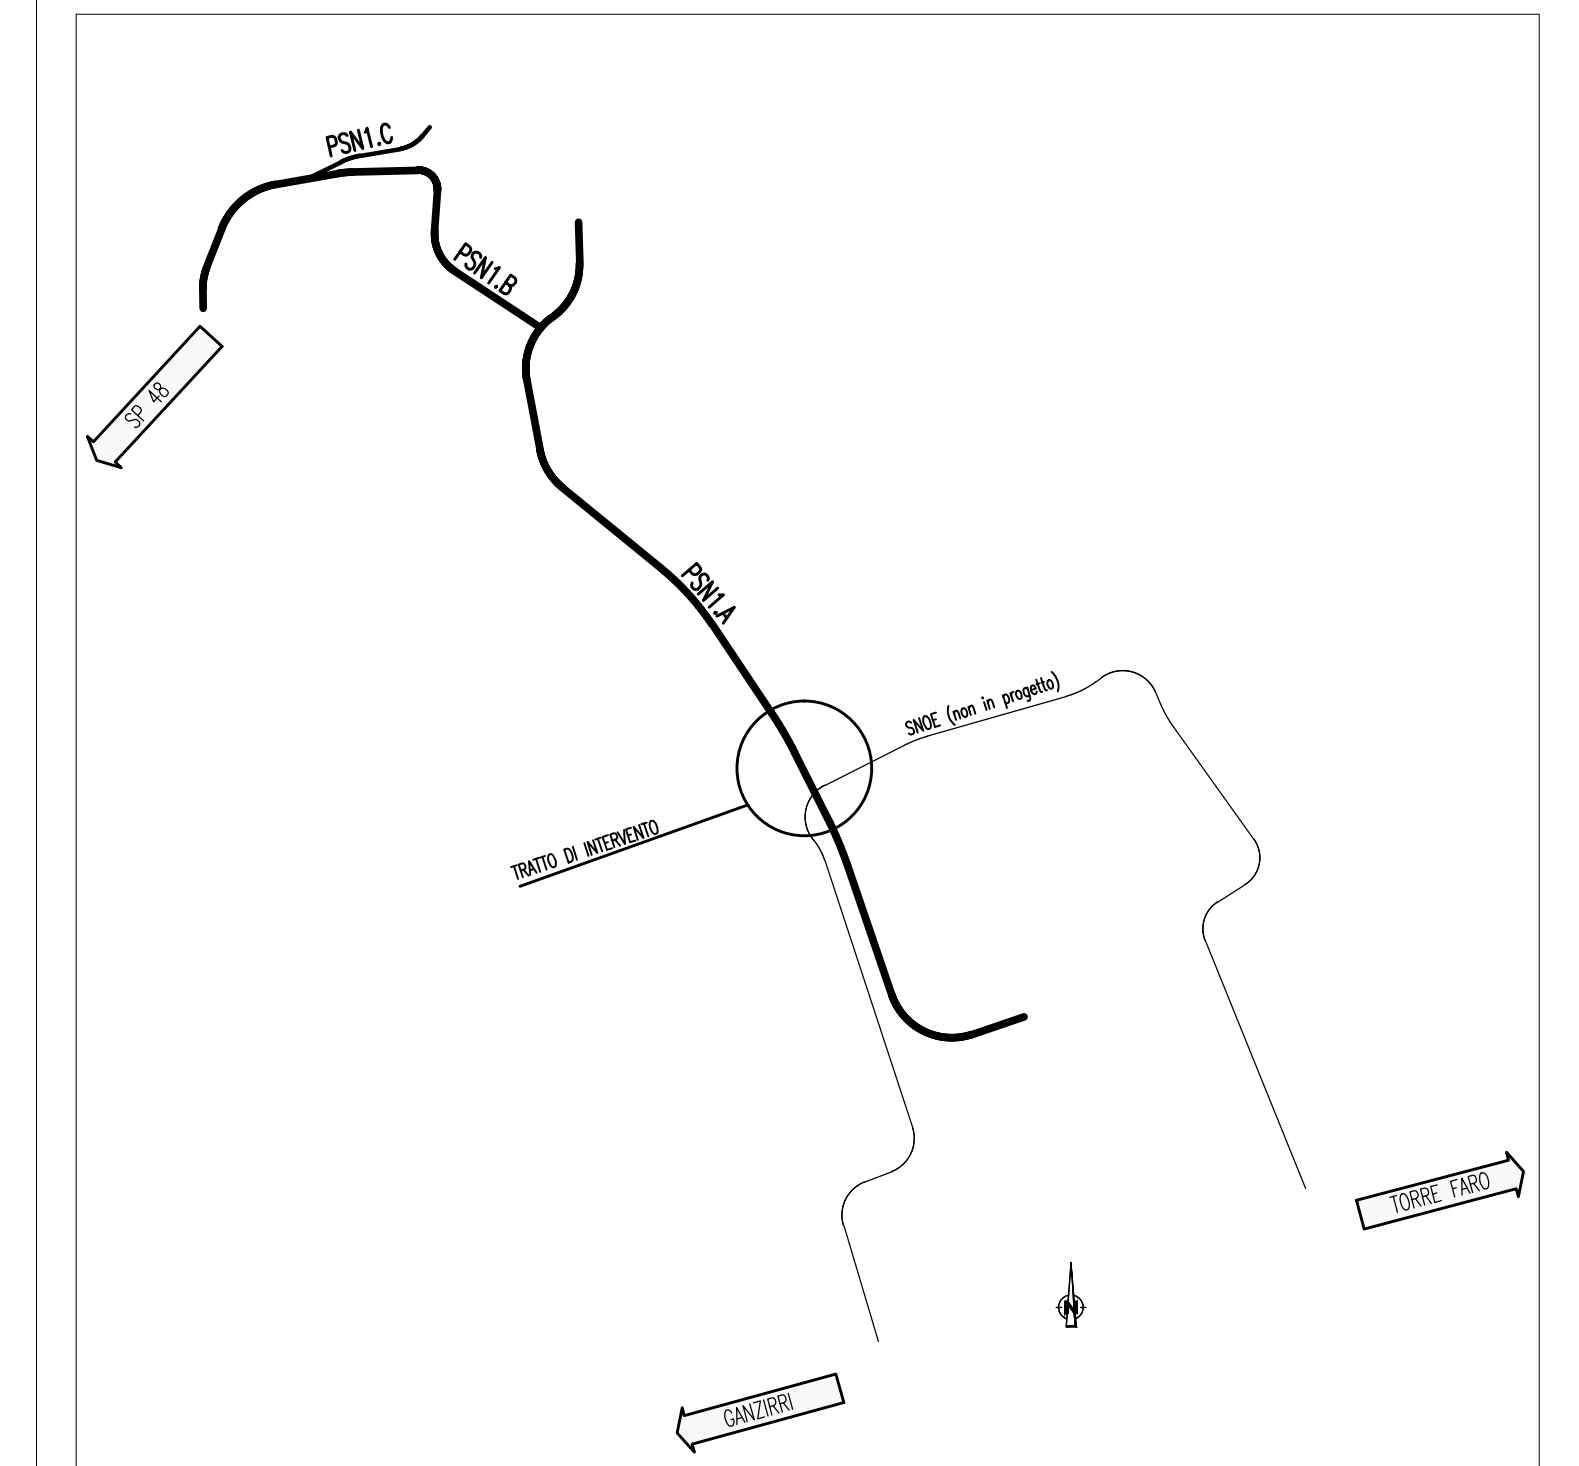 PSN1.C
PSN1.B
SP 48
PSN1.A
SNOE (non in progetto)
TRATTO DI INTERVENTO
TORRE FARO
N
GANZIRRI